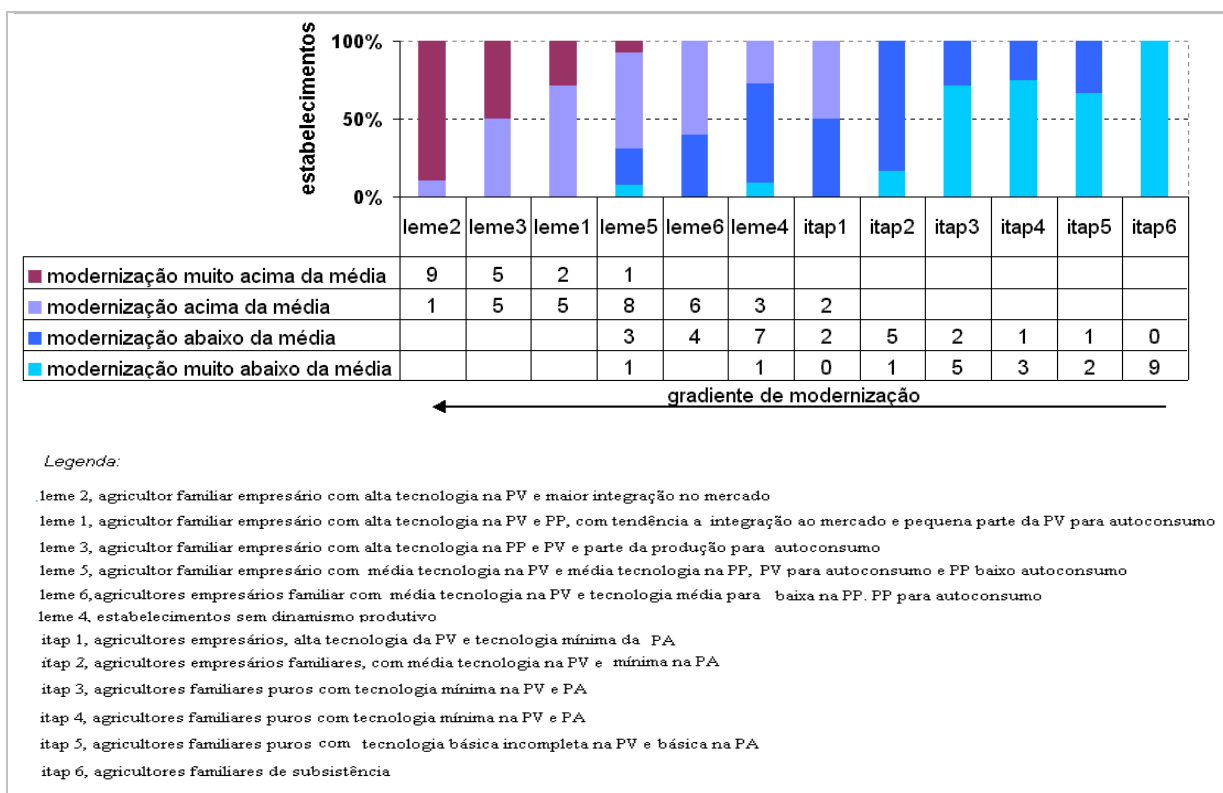 estabelecimentos
100%
50%
0%
leme2 leme3 leme1 leme5 leme6 leme4 itap1 itap2 itap3 itap4 itap5 itap6
modernização muito acima da média 9 5 2 1
modernização acima da média 1 5 5 8 6 3 2
modernização abaixo da média 3 4 7 2 5 2 1 1 0
modernização muito abaixo da média 1 1 0 1 5 3 2 9
gradiente de modernização
Legenda:
.leme 2, agricultor familiar empresário com alta tecnologia na PV e maior integração no mercado
leme 1, agricultor familiar empresário com alta tecnologia na PV e PP, com tendência a integração ao mercado e pequena parte da PV para autoconsumo
leme 3, agricultor familiar empresário com alta tecnologia na PP e PV e parte da produção para autoconsumo
leme 5, agricultor familiar empresário com média tecnologia na PV e média tecnologia na PP, PV para autoconsumo e PP baixo autoconsumo
leme 6,agricultores empresários familiar com média tecnologia na PV e tecnologia média para baixa na PP. PP para autoconsumo
leme 4, estabelecimentos sem dinamismo produtivo
itap 1, agricultores empresários, alta tecnologia da PV e tecnologia mínima da PA
itap 2, agricultores empresários familiares, com média tecnologia na PV e mínima na PA
itap 3, agricultores familiares puros com tecnologia mínima na PV e PA
itap 4, agricultores familiares puros com tecnologia mínima na PV e PA
itap 5, agricultores familiares puros com tecnologia básica incompleta na PV e básica na PA
itap 6, agricultores familiares de subsistência